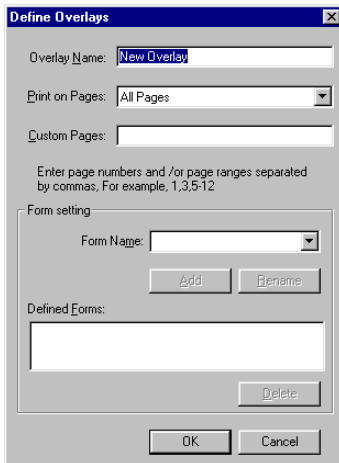 Define Overlays
Overlay Name: New Overlay
Print on Pages: All Pages
Custom Pages:
Enter page numbers and /or page ranges separated
by commas, For example, 1,3,5-12
Form setting
Form Name:
Add Rename
Defined Forms:
Delete
OK Cancel